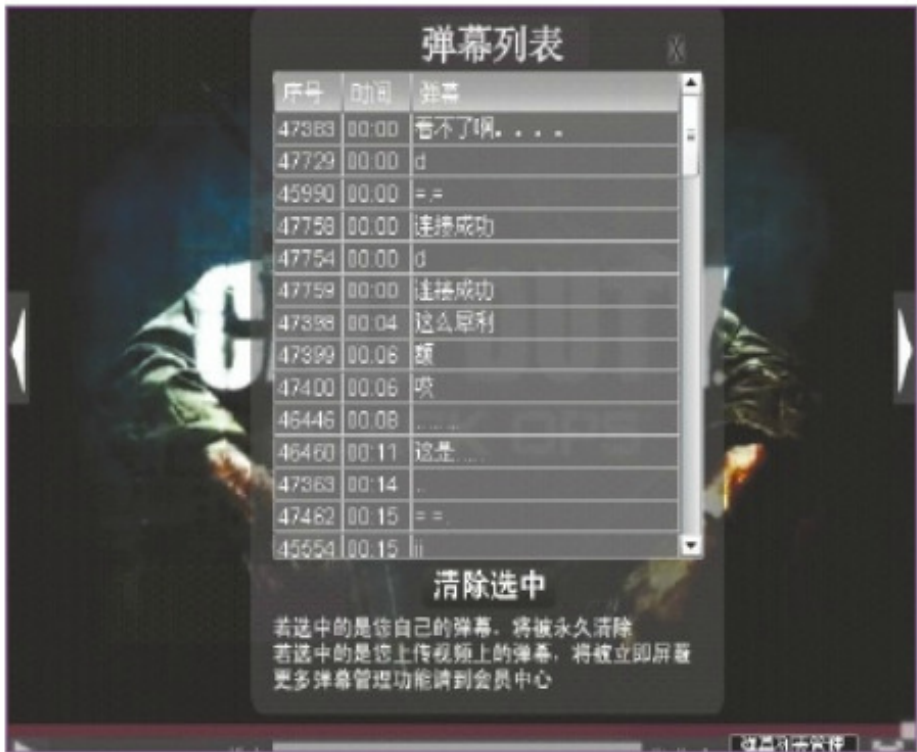 弹幕列表 X
序号 时间 弹幕
47383 00:00 看不了啊。。。。
47729 00:00 d
45990 00:00 =.=
47758 00:00 连接成功
47754 00:00 d
47759 00:00 连接成功
47398 00:04 这么犀利
47399 00:06 额
47400 00:06 哎
46446 00:08 ........
46460 00:11 这是.....
47363 00:14 ..
47462 00:15 = =.
45554 00:15 ii
清除选中
若选中的是您自己的弹幕，将被永久清除
若选中的是您上传视频上的弹幕，将被立即屏蔽
更多弹幕管理功能请到会员中心